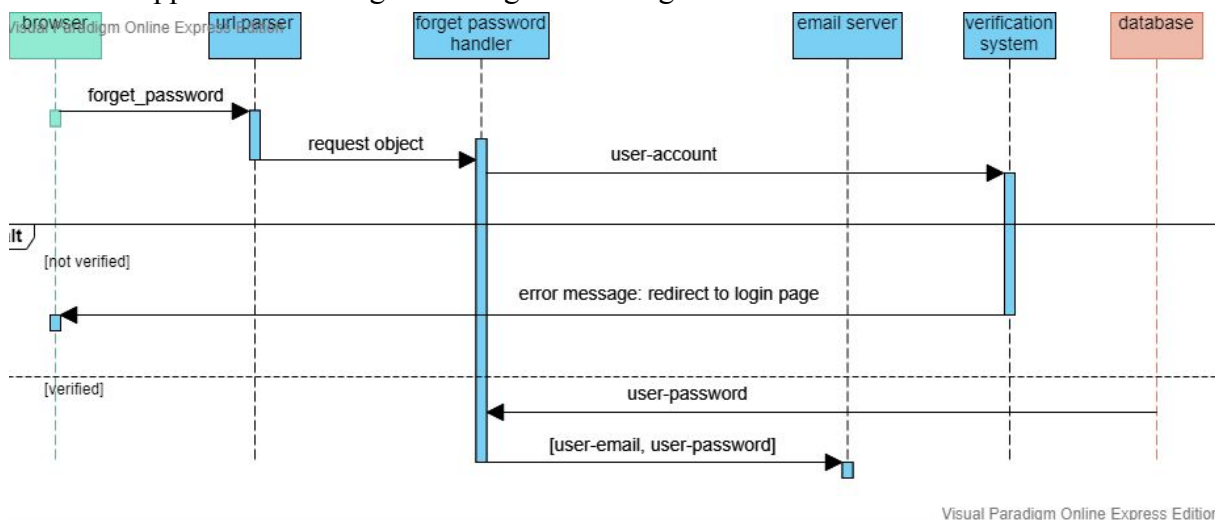 browser
url parser
forget password
handler
email server
verification
system
database
Visual Paradigm Online Express Edition
forget_password
request object
user-account
[not verified]
error message: redirect to login page
[verified]
user-password
[user-email, user-password]
Visual Paradigm Online Express Edition